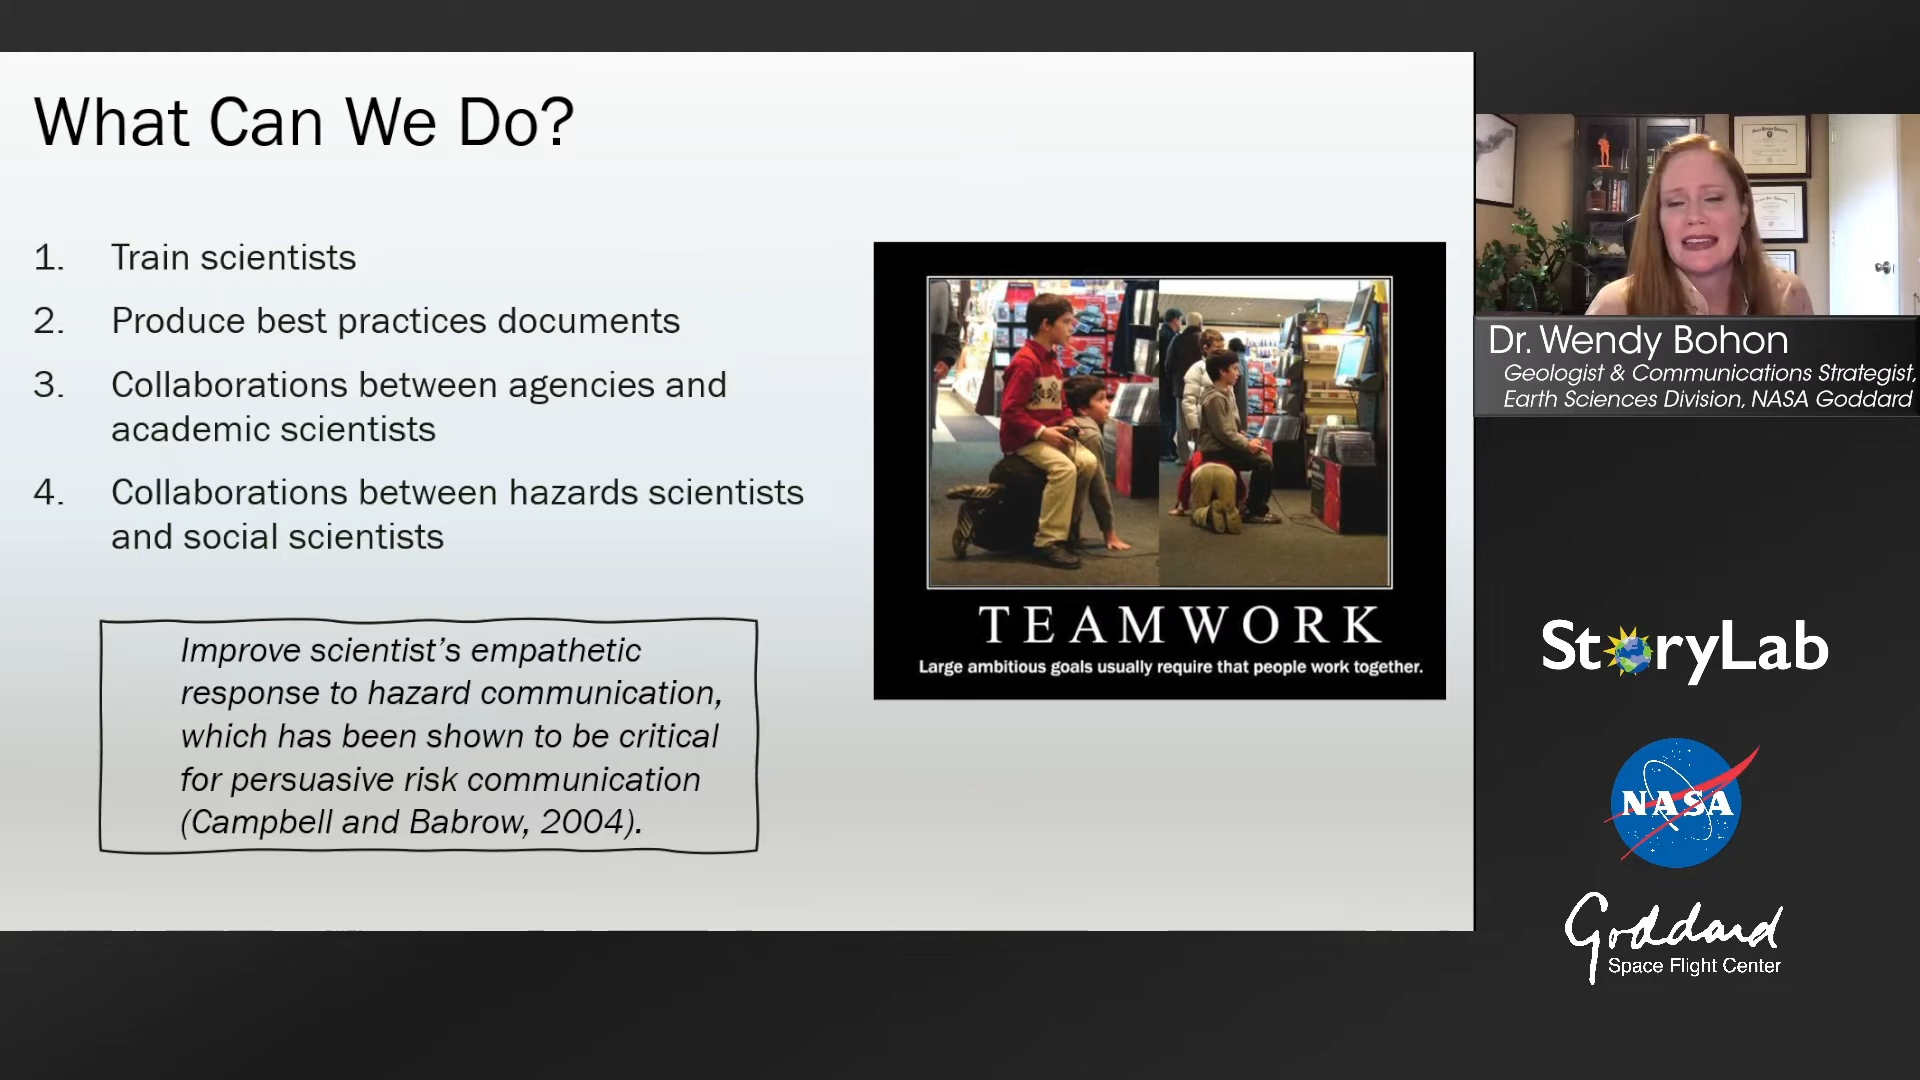 What Can We Do?
1. Train scientists
2. Produce best practices documents
3. Collaborations between agencies and
academic scientists
4. Collaborations between hazards scientists
and social scientists
Improve scientist’s empathetic
response to hazard communication,
which has been shown to be critical
for persuasive risk communication
(Campbell and Babrow, 2004).
TEAMWORK
Large ambitious goals usually require that people work together.
Dr. Wendy Bohon
Geologist & Communications Strategist,
Earth Sciences Division, NASA Goddard
StoryLab
NASA
Goddard
Space Flight Center